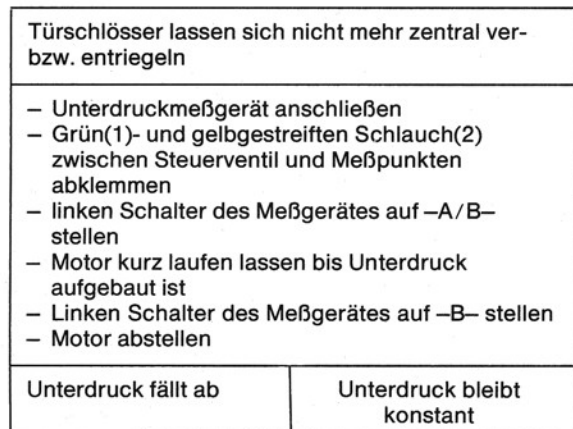 Türschlösser lassen sich nicht mehr zentral ver-
bzw. entriegeln
– Unterdruckmeßgerät anschließen
– Grün(1)- und gelbgestreiften Schlauch(2)
zwischen Steuerventil und Meßpunkten
abklemmen
– linken Schalter des Meßgerätes auf –A/B–
stellen
– Motor kurz laufen lassen bis Unterdruck
aufgebaut ist
– Linken Schalter des Meßgerätes auf –B– stellen
– Motor abstellen
Unterdruck fällt ab
Unterdruck bleibt
konstant